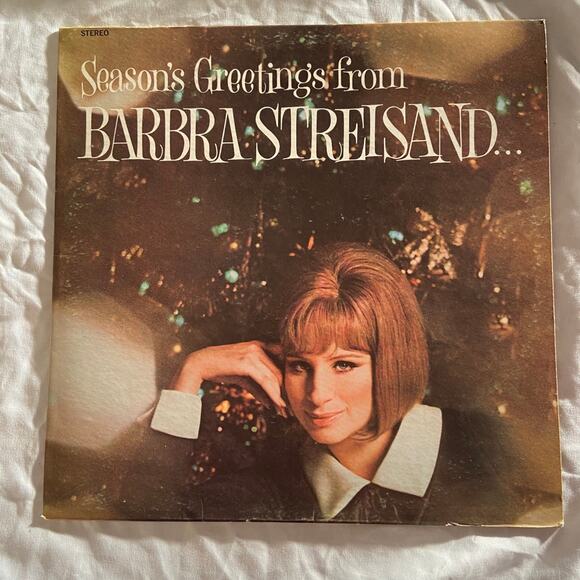 STEREO
Season's Greetings from
BARBRA STREISAND...